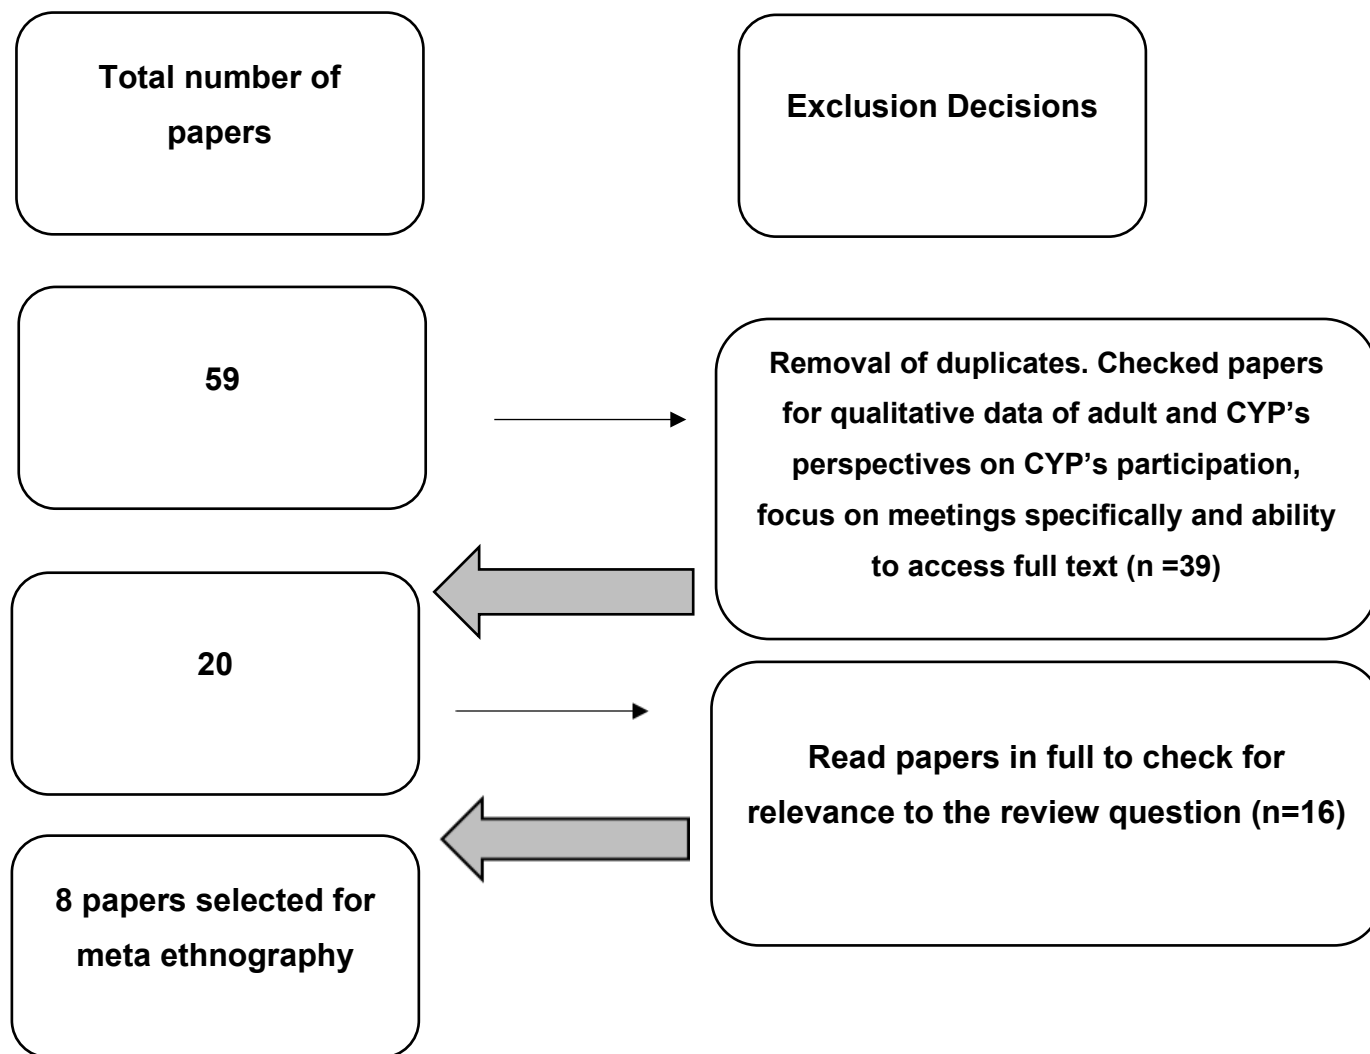 Total number of
papers
Exclusion Decisions
59
Removal of duplicates. Checked papers
for qualitative data of adult and CYP’s
perspectives on CYP’s participation,
focus on meetings specifically and ability
to access full text (n =39)
20
Read papers in full to check for
relevance to the review question (n=16)
8 papers selected for
meta ethnography